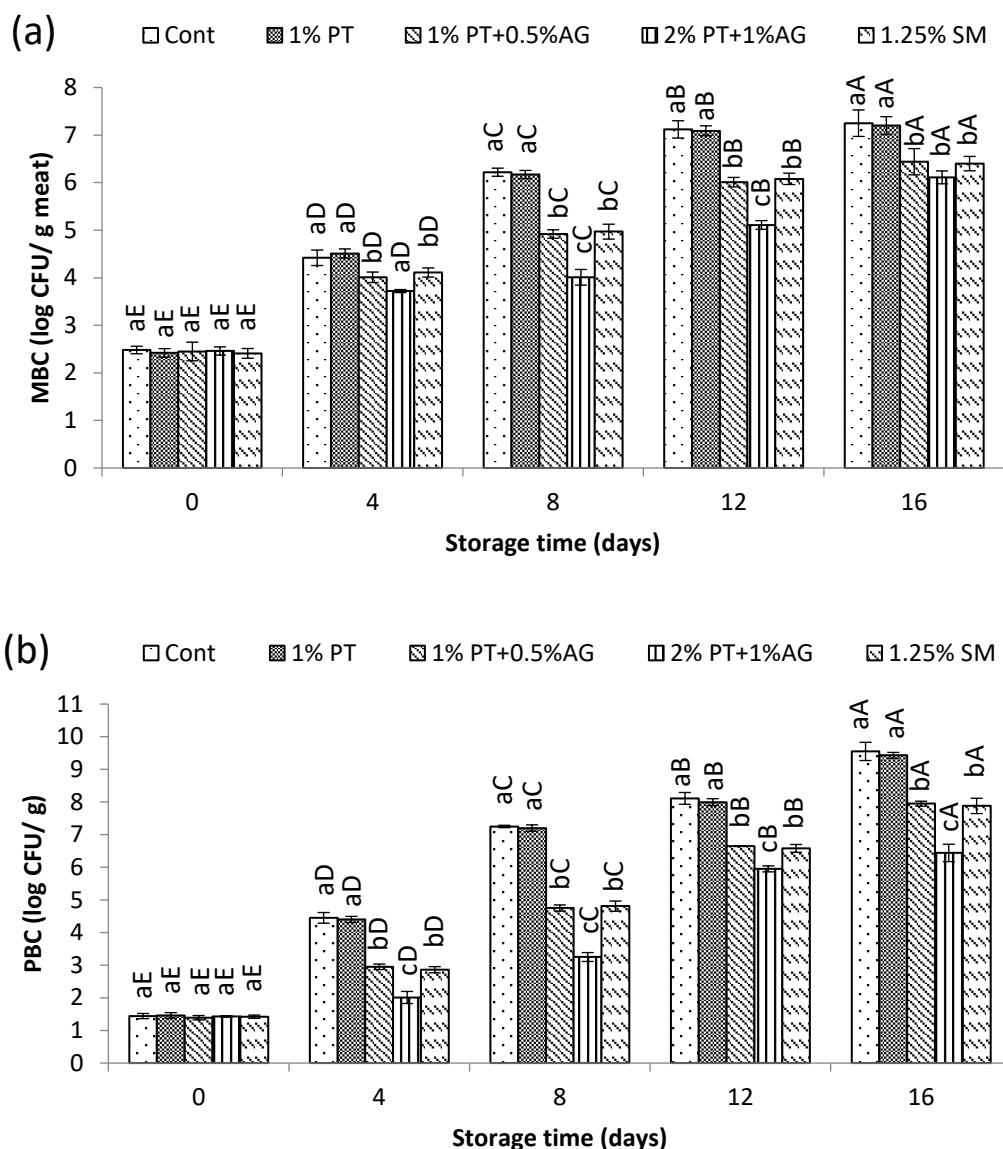 (a)
Cont 1% PT 1% PT+0.5%AG 2% PT+1%AG 1.25% SM
8
7
6
5
4
3
2
1
0
MBC (log CFU/ g meat)
aE aE aE aE aE
aD aD bD aD bD
aC aC bC cC bC
aB aB bB cB bB
aA aA bA bA bA
0 4 8 12 16
Storage time (days)
(b)
Cont 1% PT 1% PT+0.5%AG 2% PT+1%AG 1.25% SM
11
10
9
8
7
6
5
4
3
2
1
0
PBC (log CFU/ g)
aE aE aE aE aE
aD aD bD cD bD
aC aC bC cC bC
aB aB bB cB bB
aA aA bA cA bA
0 4 8 12 16
Storage time (days)